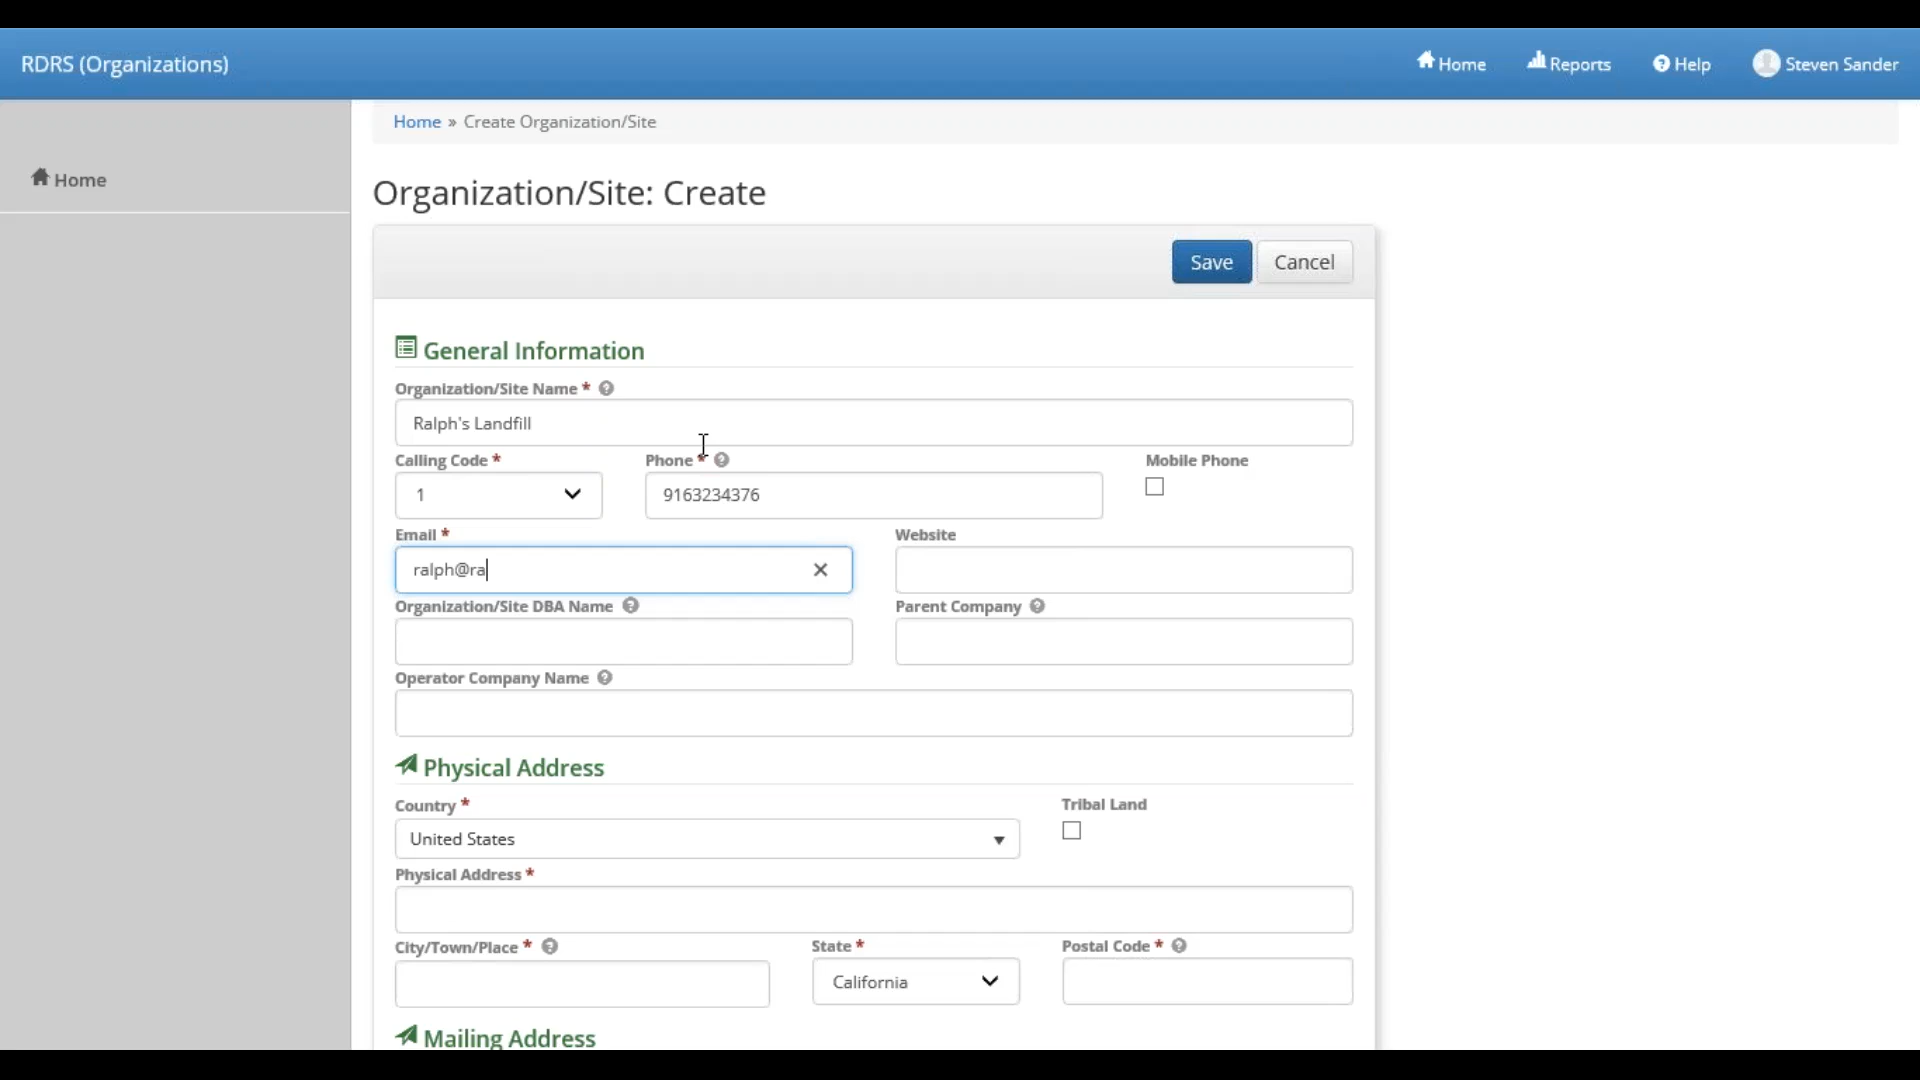 RDRS (Organizations)
Home
Reports
Help
Steven Sander
Home » Create Organization/Site
Home
Organization/Site: Create
Save
Cancel
General Information
Organization/Site Name *
Ralph's Landfill
Calling Code *
Phone *
Mobile Phone
1
9163234376
Email *
Website
ralph@ra
Organization/Site DBA Name
Parent Company
Operator Company Name
Physical Address
Country *
Tribal Land
United States
Physical Address *
City/Town/Place *
State *
Postal Code *
California
Mailing Address